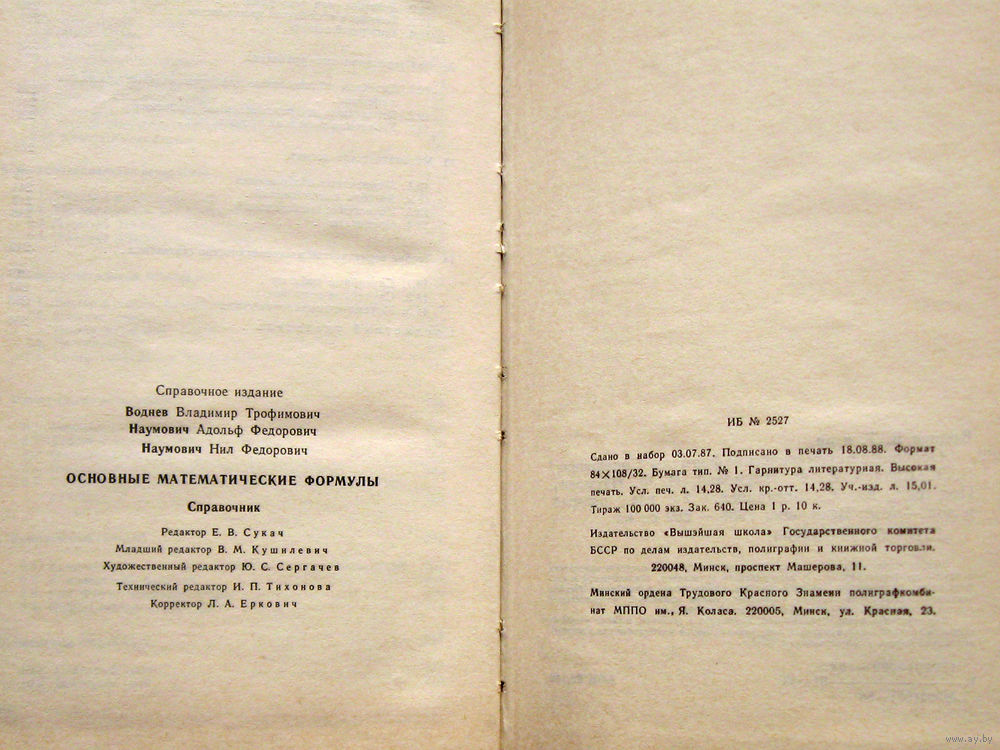 Справочное издание
Воднев Владимир Трофимович
Наумович Адольф Федорович
Наумович Нил Федорович
ОСНОВНЫЕ МАТЕМАТИЧЕСКИЕ ФОРМУЛЫ
Справочник
Редактор Е. В. Сукач
Младший редактор В. М. Кушилевич
Художественный редактор Ю. С. Сергачев
Технический редактор И. П. Тихонова
Корректор Л. А. Еркович
ИБ № 2527
Сдано в набор 03.07.87. Подписано в печать 18.08.88. Формат
84×108/32. Бумага тип. № 1. Гарнитура литературная. Высокая
печать. Усл. печ. л. 14,28. Усл. кр.-отт. 14,28. Уч.-изд. л. 15,01.
Тираж 100 000 экз. Зак. 640. Цена 1 р. 10 к.
Издательство «Вышэйшая школа» Государственного комитета
БССР по делам издательств, полиграфии и книжной торговли.
220048, Минск, проспект Машерова, 11.
Минский ордена Трудового Красного Знамени полиграфкомби-
нат МППО им., Я. Коласа. 220005, Минск, ул. Красная, 23.
www.ay.by